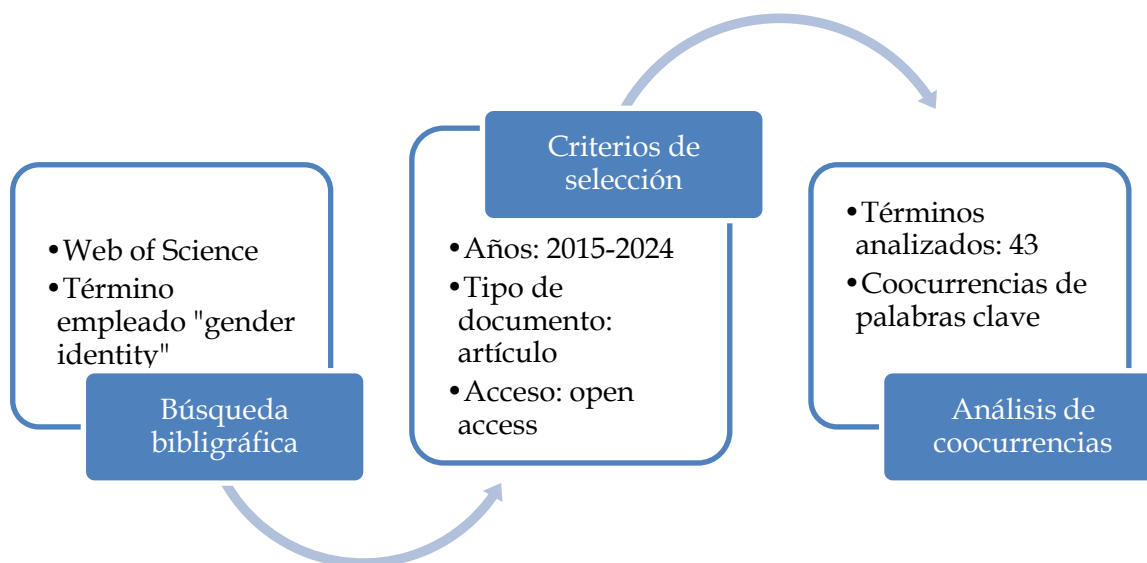 •Web of Science
•Término
empleado "gender
identity"
Búsqueda
bibligráfica
Criterios de
selección
•Años: 2015-2024
•Tipo de
documento:
artículo
•Acceso: open
access
•Términos
analizados: 43
•Coocurrencias de
palabras clave
Análisis de
coocurrencias